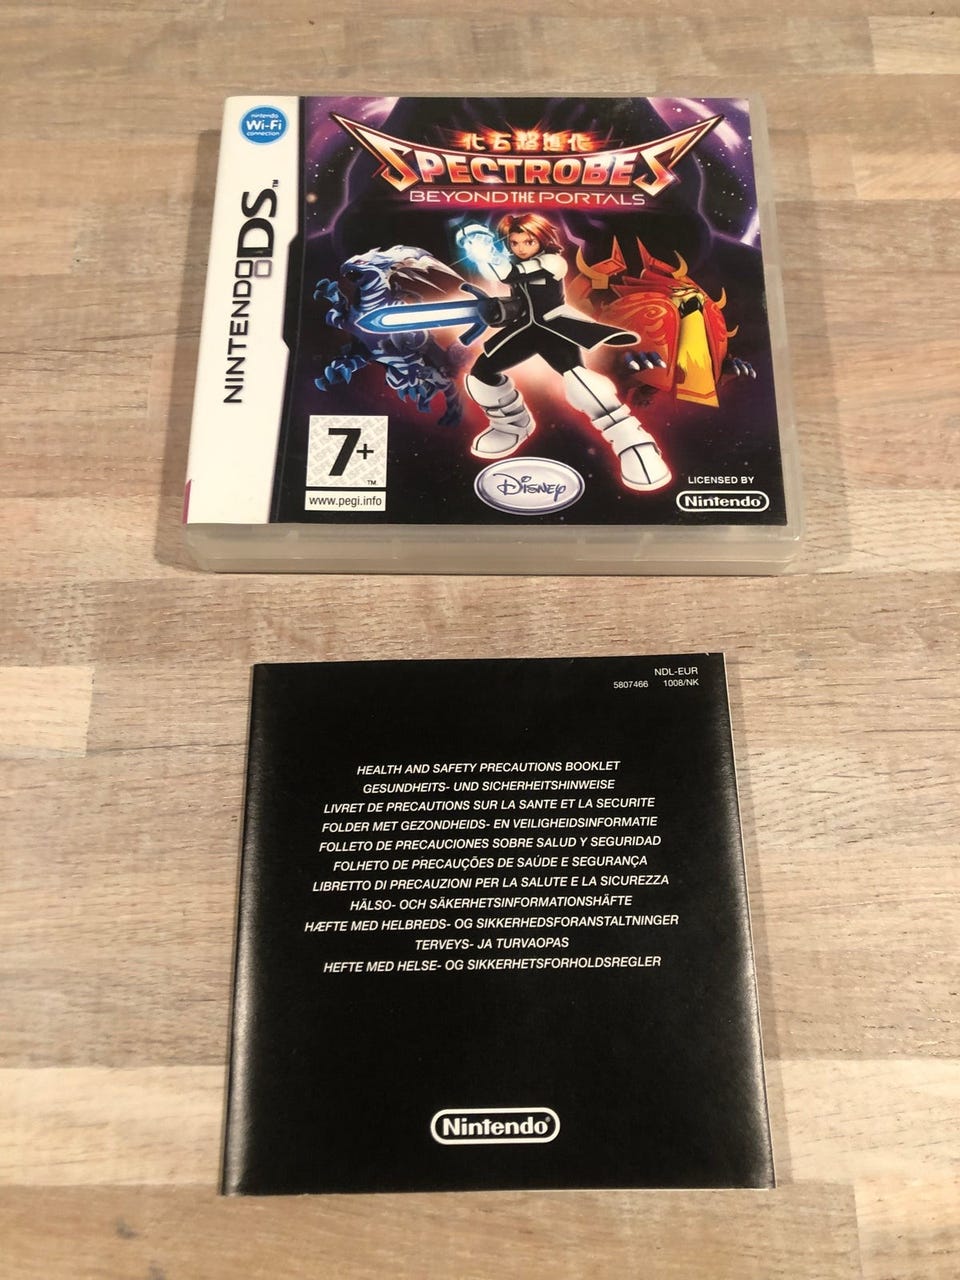 Nintendo
Wi-Fi
connection
NINTENDO DS™
化石超進化
SPECTROBES
BEYOND THE PORTALS
7+
™
www.pegi.info
Disney
LICENSED BY
Nintendo®
NDL-EUR
5807466 1008/NK
HEALTH AND SAFETY PRECAUTIONS BOOKLET
GESUNDHEITS- UND SICHERHEITSHINWEISE
LIVRET DE PRECAUTIONS SUR LA SANTE ET LA SECURITE
FOLDER MET GEZONDHEIDS- EN VEILIGHEIDSINFORMATIE
FOLLETO DE PRECAUCIONES SOBRE SALUD Y SEGURIDAD
FOLHETO DE PRECAUÇÕES DE SAÚDE E SEGURANÇA
LIBRETTO DI PRECAUZIONI PER LA SALUTE E LA SICUREZZA
HÄLSO- OCH SÄKERHETSINFORMATIONSHÄFTE
HÆFTE MED HELBREDS- OG SIKKERHEDSFORANSTALTNINGER
TERVEYS- JA TURVAOPAS
HEFTE MED HELSE- OG SIKKERHETSFORHOLDSREGLER
Nintendo®